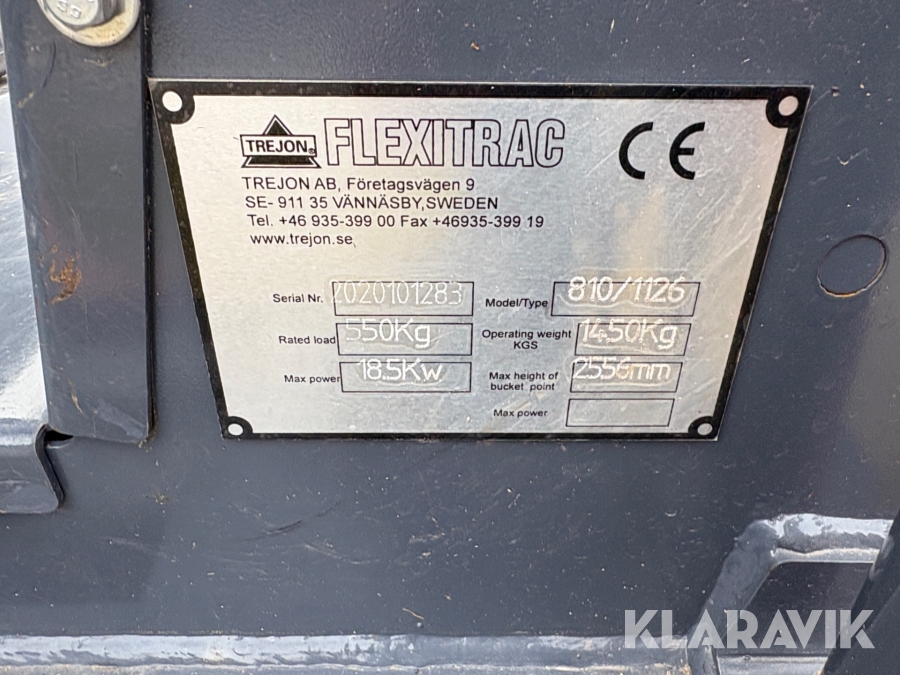 TREJON® FLEXITRAC CE
TREJON AB, Företagsvägen 9
SE- 911 35 VÄNNÄSBY,SWEDEN
Tel. +46 935-399 00 Fax +46935-399 19
www.trejon.se
Serial Nr. 2020101283 Model/Type 810/1126
Rated load 550Kg Operating weight KGS 1450Kg
Max power 18.5Kw Max height of bucket point 2556mm
Max power
KLARAVIK